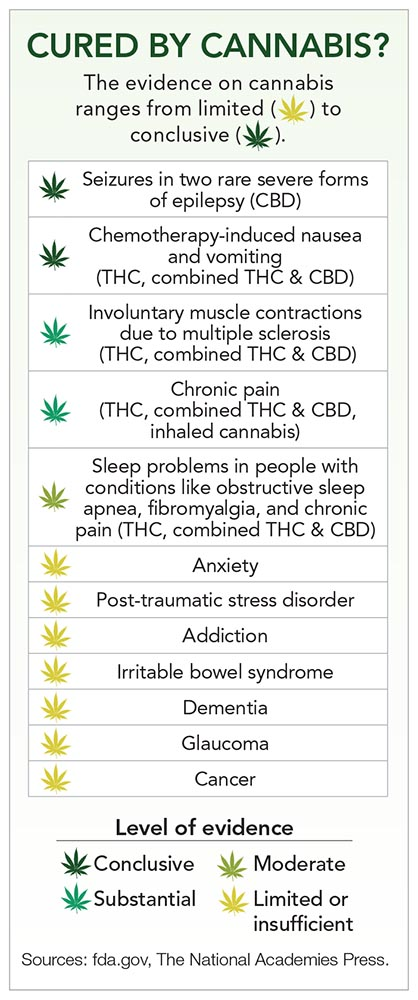 CURED BY CANNABIS?
The evidence on cannabis
ranges from limited ( ) to
conclusive ( ).
Seizures in two rare severe forms
of epilepsy (CBD)
Chemotherapy-induced nausea
and vomiting
(THC, combined THC & CBD)
Involuntary muscle contractions
due to multiple sclerosis
(THC, combined THC & CBD)
Chronic pain
(THC, combined THC & CBD,
inhaled cannabis)
Sleep problems in people with
conditions like obstructive sleep
apnea, fibromyalgia, and chronic
pain (THC, combined THC & CBD)
Anxiety
Post-traumatic stress disorder
Addiction
Irritable bowel syndrome
Dementia
Glaucoma
Cancer
Level of evidence
Conclusive
Moderate
Substantial
Limited or
insufficient
Sources: fda.gov, The National Academies Press.